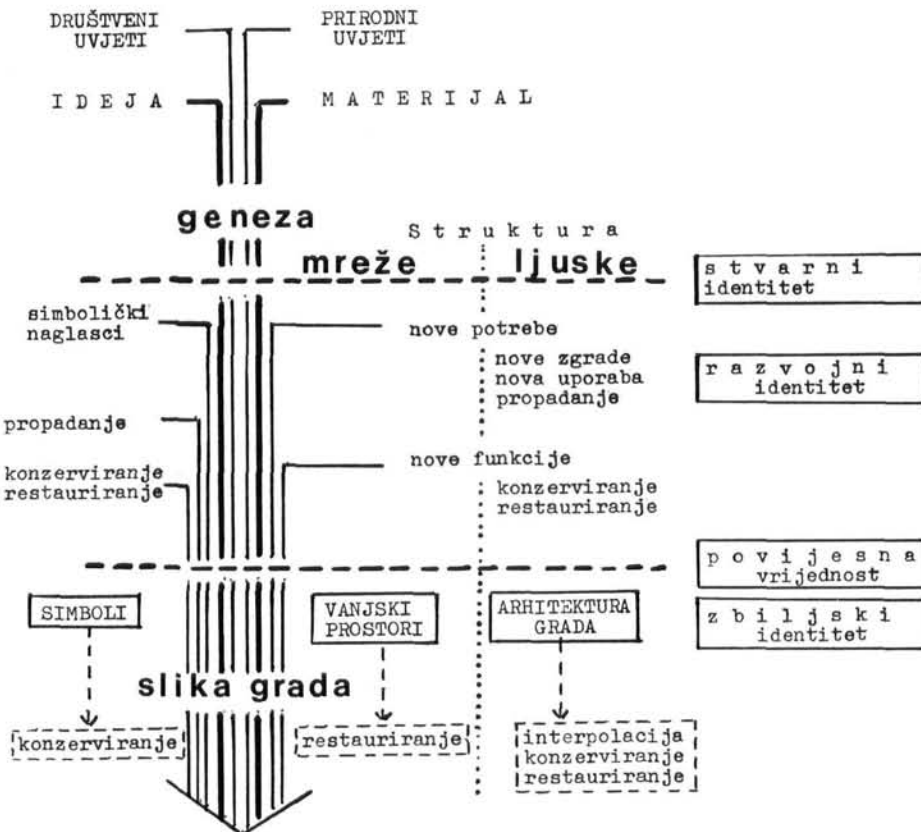 DRUŠTVENI
UVJETI
PRIRODNI
UVJETI
IDEJA
MATERIJAL
geneza
Struktura
mreže
ljuske
stvarni
identitet
simbolički
naglasci
nove potrebe
nove zgrade
nova uporaba
propadanje
razvojni
identitet
propadanje
nove funkcije
konzerviranje
restauriranje
konzerviranje
restauriranje
povijesna
vrijednost
SIMBOLI
VANJSKI
PROSTORI
ARHITEKTURA
GRADA
zbiljski
identitet
slika grada
konzerviranje
restauriranje
interpolacija
konzerviranje
restauriranje